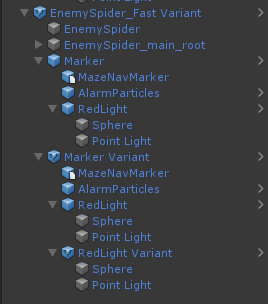 EnemySpider_Fast Variant
EnemySpider
EnemySpider_main_root
Marker
MazeNavMarker
AlarmParticles
RedLight
Sphere
Point Light
Marker Variant
MazeNavMarker
AlarmParticles
RedLight
Sphere
Point Light
RedLight Variant
Sphere
Point Light